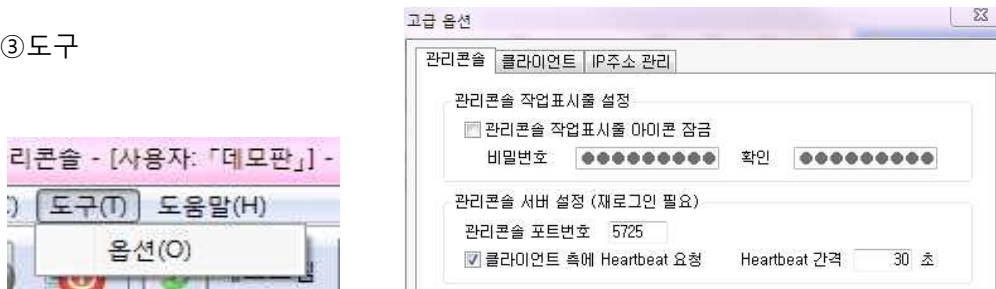 ③도구
리콘솔 - [사용자: 「데모판」] -
) 도구(T) 도움말(H)
옵션(O)
고급 옵션
관리콘솔 클라이언트 IP주소 관리
관리콘솔 작업표시줄 설정
관리콘솔 작업표시줄 아이콘 잠금
비밀번호 ●●●●●●●●● 확인 ●●●●●●●●●
관리콘솔 서버 설정 (재로그인 필요)
관리콘솔 포트번호 5725
클라이언트 측에 Heartbeat 요청 Heartbeat 간격 30 초